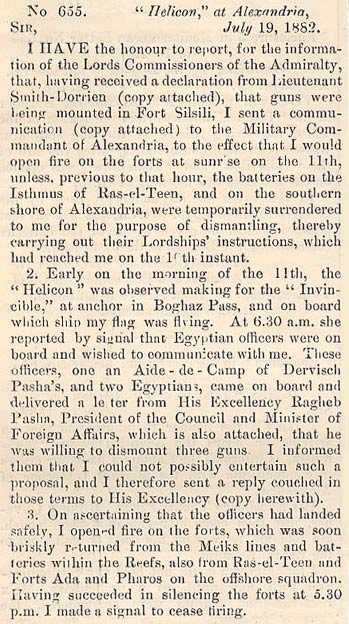 No 655. "Helicon," at Alexandria,
SIR, July 19, 1882.
I HAVE the honour to report, for the informa-
tion of the Lords Commissioners of the Admiralty,
that, having received a declaration from Lieutenant
Smith-Dorrien (copy attached), that guns were
being mounted in Fort Silsili, I sent a commu-
nication (copy attached) to the Military Com-
mandant of Alexandria, to the effect that I would
open fire on the forts at sunrise on the 11th,
unless, previous to that hour, the batteries on the
Isthmus of Ras-el-Teen, and on the southern
shore of Alexandria, were temporarily surrendered
to me for the purpose of dismantling, thereby
carrying out their Lordships' instructions, which
had reached me on the 10th instant.
2. Early on the morning of the 11th, the
"Helicon" was observed making for the "Invin-
cible," at anchor in Boghaz Pass, and on board
which ship my flag was flying. At 6.30 a.m. she
reported by signal that Egyptian officers were on
board and wished to communicate with me. These
officers, one an Aide-de-Camp of Dervisch
Pasha's, and two Egyptians, came on board and
delivered a letter from His Excellency Ragheb
Pasha, President of the Council and Minister of
Foreign Affairs, which is also attached, that he
was willing to dismount three guns. I informed
them that I could not possibly entertain such a
proposal, and I therefore sent a reply couched in
those terms to His Excellency (copy herewith).
3. On ascertaining that the officers had landed
safely, I opened fire on the forts, which was soon
briskly returned from the Meiks lines and bat-
teries within the Reefs, also from Ras-el-Teen and
Forts Ada and Pharos on the offshore squadron.
Having succeeded in silencing the forts at 5.30
p.m. I made a signal to cease firing.